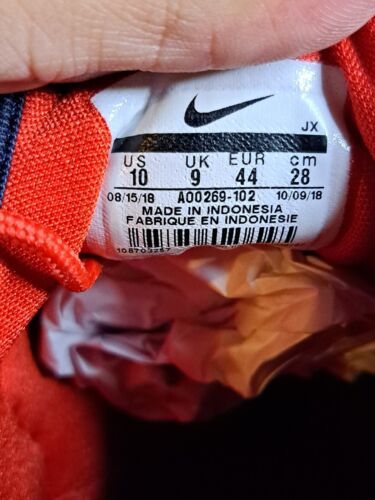 JX
US UK EUR cm
10 9 44 28
08/15/18 AO0269-102 10/09/18
MADE IN INDONESIA
FABRIQUE EN INDONESIE